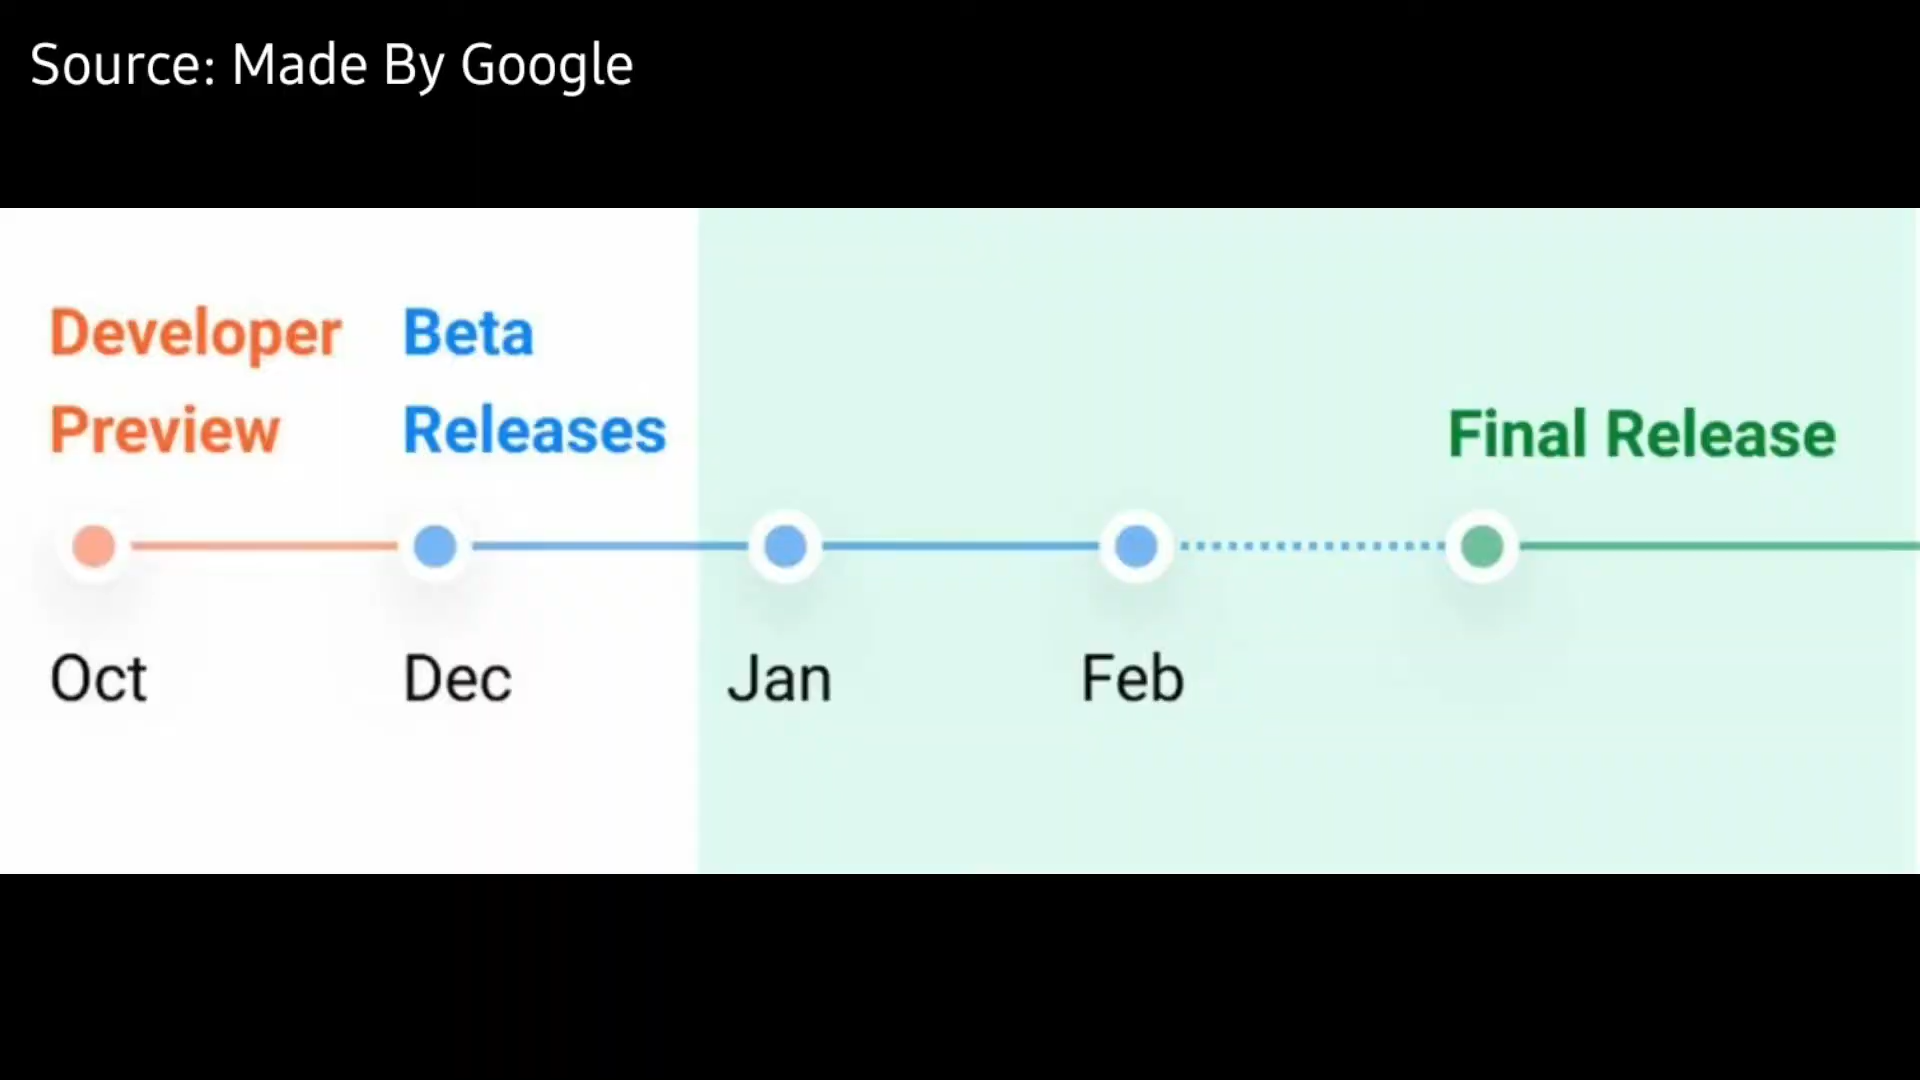 Source: Made By Google
Developer
Preview
Beta
Releases
Final Release
Oct
Dec
Jan
Feb